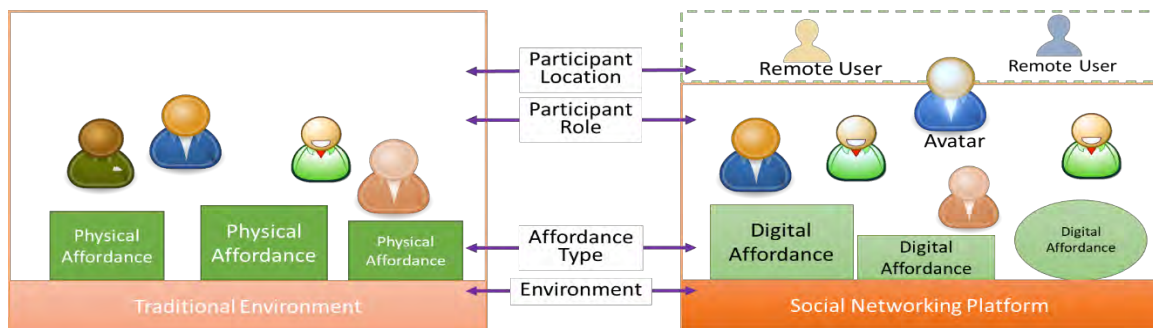 Participant
Location
Participant
Role
Physical
Affordance
Physical
Affordance
Physical
Affordance
Affordance
Type
Environment
Traditional Environment
Remote User
Remote User
Avatar
Digital
Affordance
Digital
Affordance
Digital
Affordance
Social Networking Platform